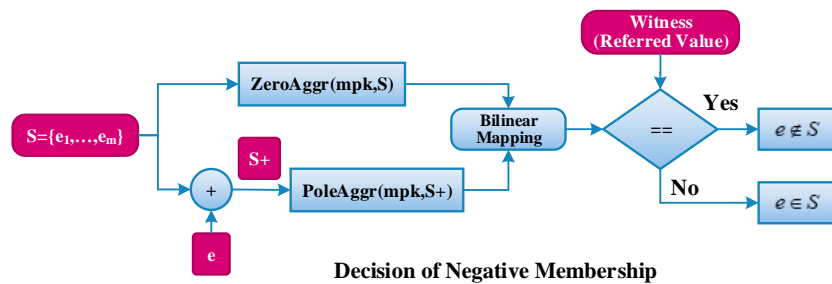 Witness
(Referred Value)
ZeroAggr(mpk,S)
Yes
Bilinear
Mapping
==
e ∉ S
S={e₁,…,eₘ}
S+
No
+
PoleAggr(mpk,S+)
e ∈ S
e
Decision of Negative Membership